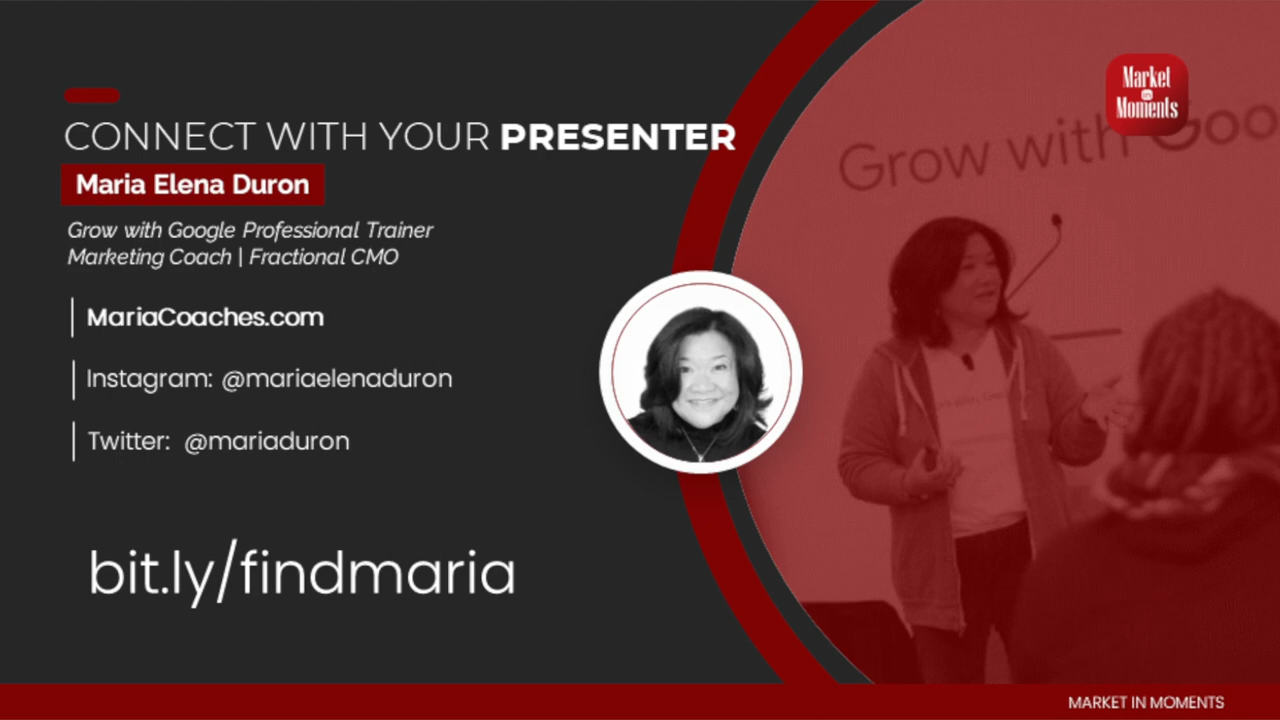 CONNECT WITH YOUR PRESENTER
Maria Elena Duron
Grow with Google Professional Trainer
Marketing Coach | Fractional CMO
MariaCoaches.com
Instagram: @mariaelenaduron
Twitter: @mariaduron
bit.ly/findmaria
Market
in
Moments
Grow with Goo
MARKET IN MOMENTS